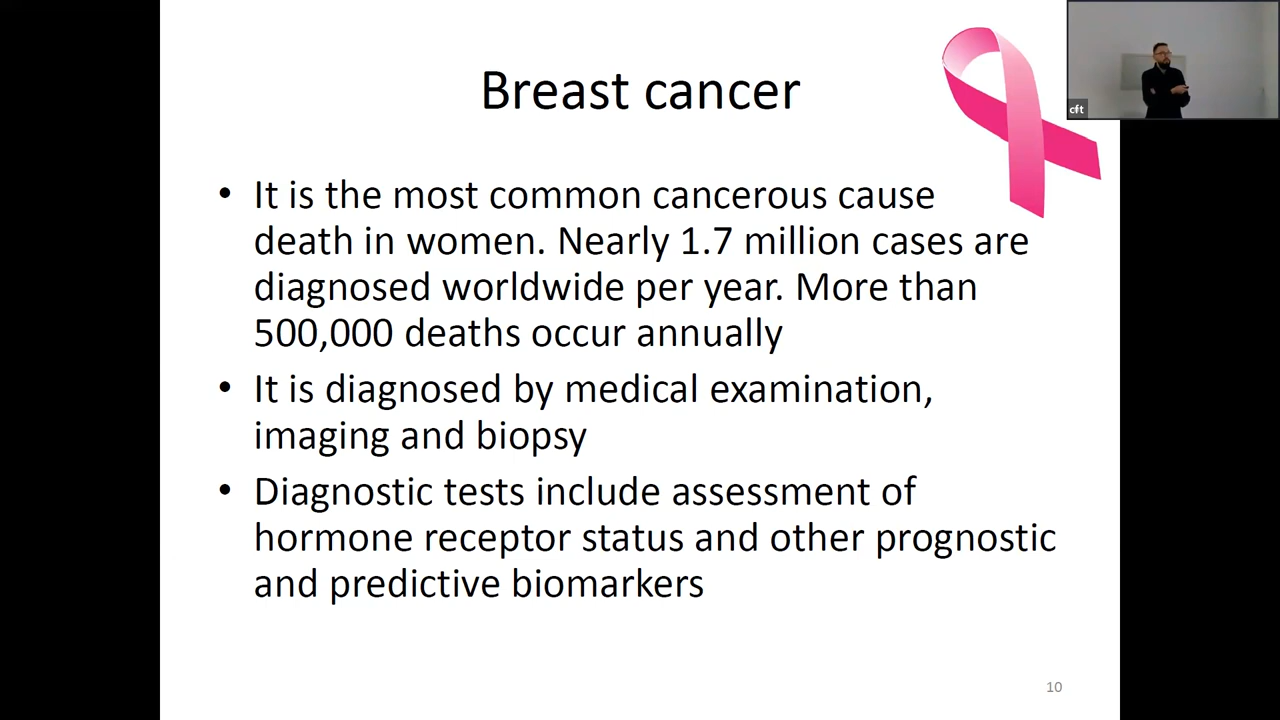 Breast cancer
cft
• It is the most common cancerous cause
death in women. Nearly 1.7 million cases are
diagnosed worldwide per year. More than
500,000 deaths occur annually
• It is diagnosed by medical examination,
imaging and biopsy
• Diagnostic tests include assessment of
hormone receptor status and other prognostic
and predictive biomarkers
10